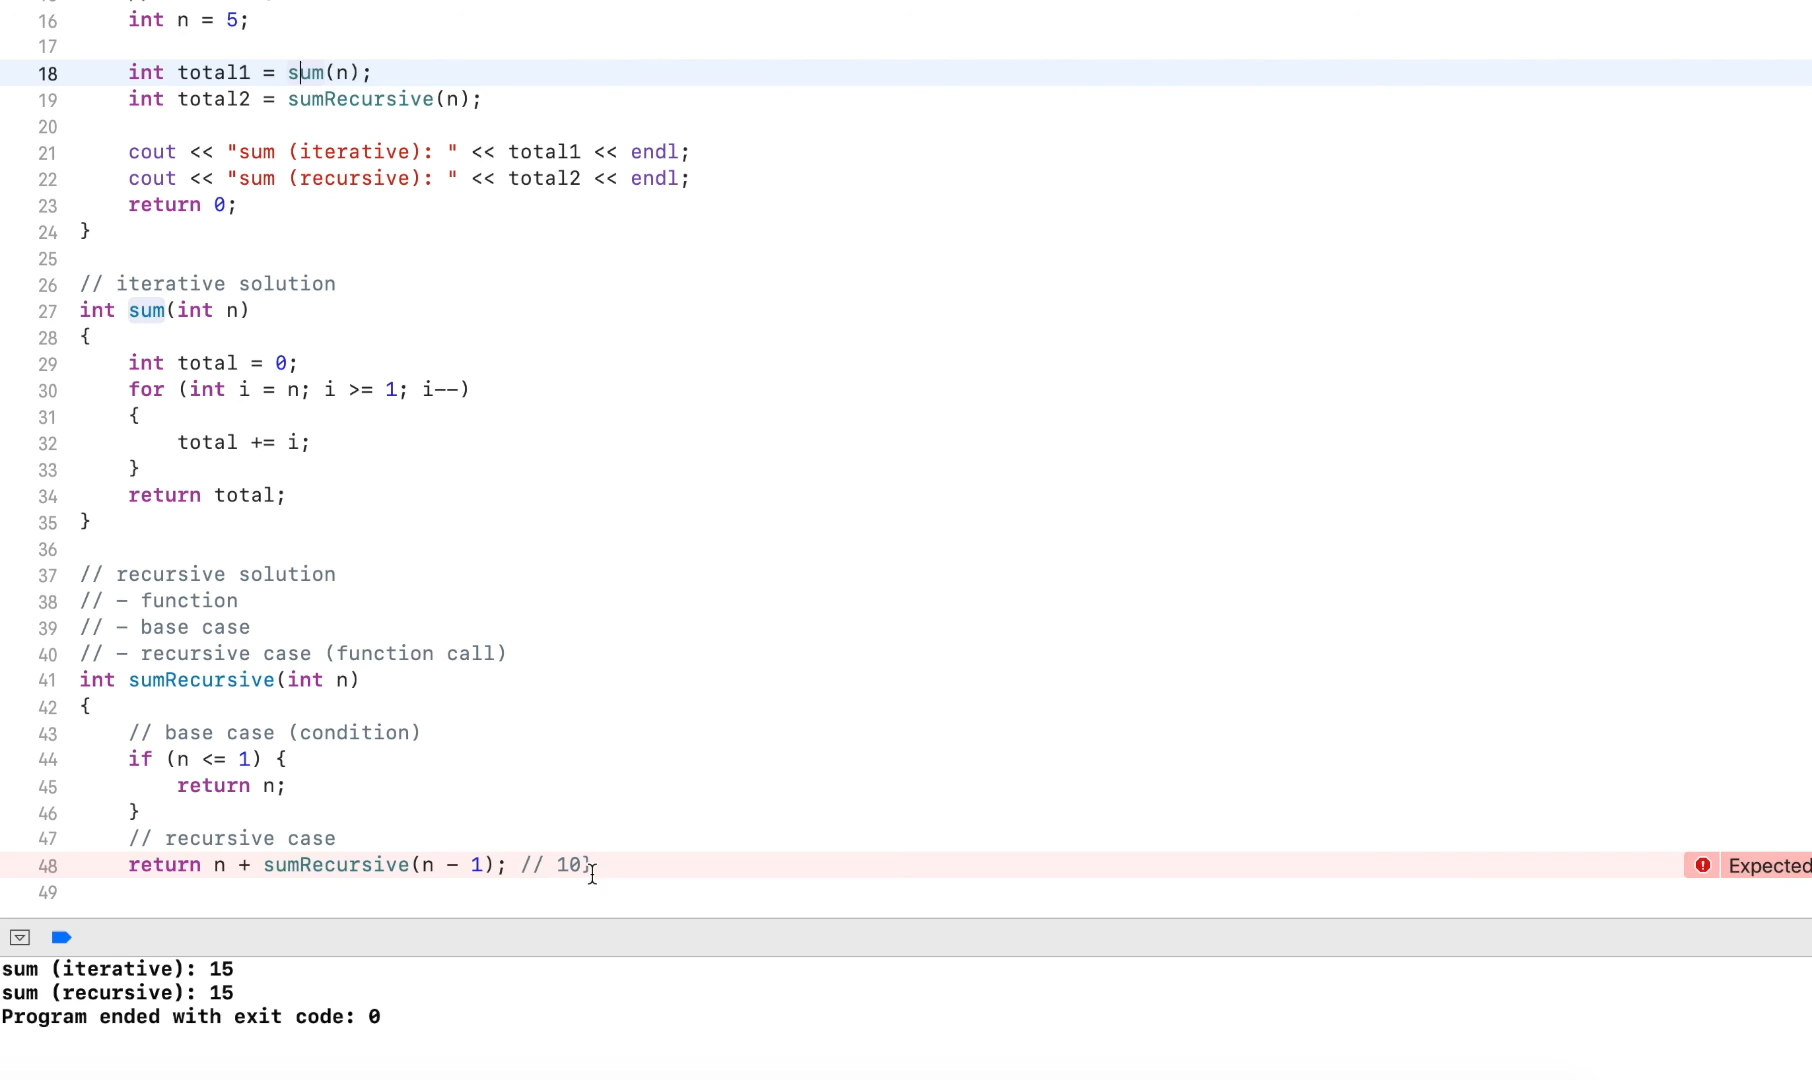 16 int n = 5;
17
18 int total1 = sum(n);
19 int total2 = sumRecursive(n);
20
21 cout << "sum (iterative): " << total1 << endl;
22 cout << "sum (recursive): " << total2 << endl;
23 return 0;
24 }
25
26 // iterative solution
27 int sum(int n)
28 {
29 int total = 0;
30 for (int i = n; i >= 1; i--)
31 {
32 total += i;
33 }
34 return total;
35 }
36
37 // recursive solution
38 // - function
39 // - base case
40 // - recursive case (function call)
41 int sumRecursive(int n)
42 {
43 // base case (condition)
44 if (n <= 1) {
45 return n;
46 }
47 // recursive case
48 return n + sumRecursive(n - 1); // 10} Expected
49
sum (iterative): 15
sum (recursive): 15
Program ended with exit code: 0